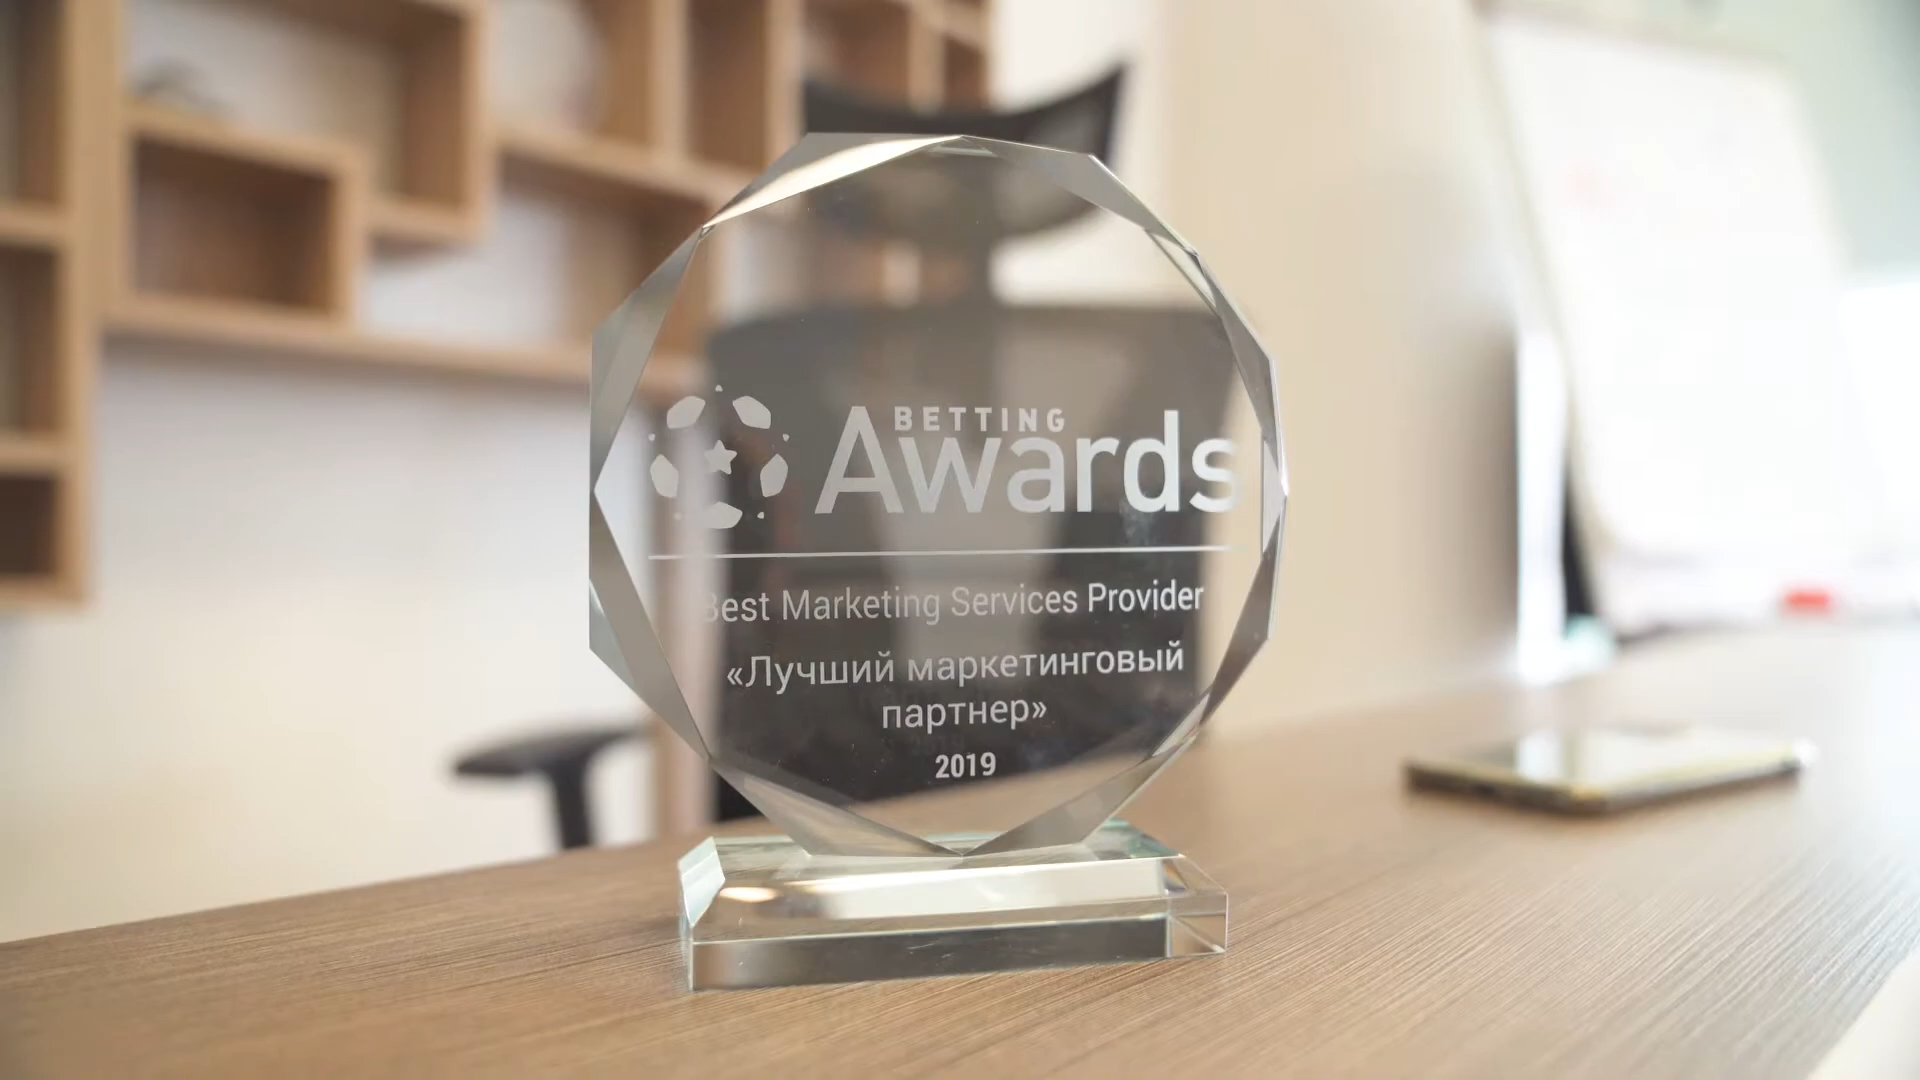 BETTING
Awards
Best Marketing Services Provider
«Лучший маркетинговый
партнер»
2019